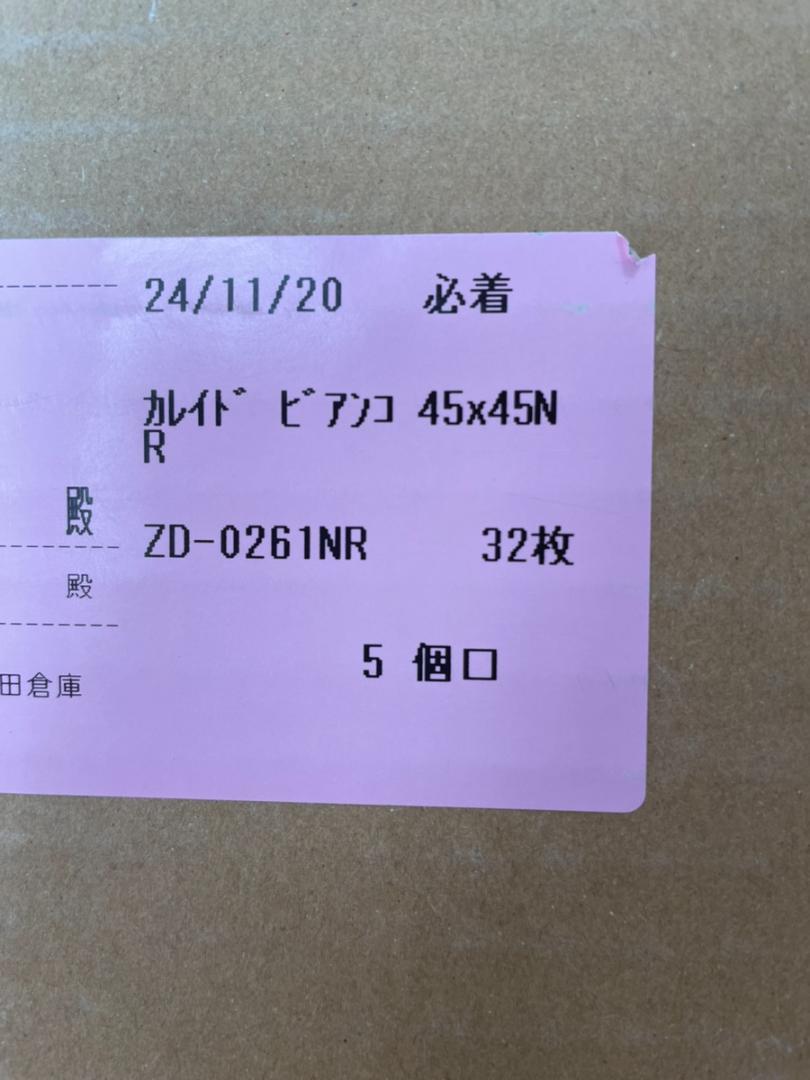 24/11/20 必着
ｶﾚｲﾄﾞ ﾋﾞｱﾝｺ 45x45N
R
殿
ZD-0261NR 32枚
殿
5 個口
田倉庫